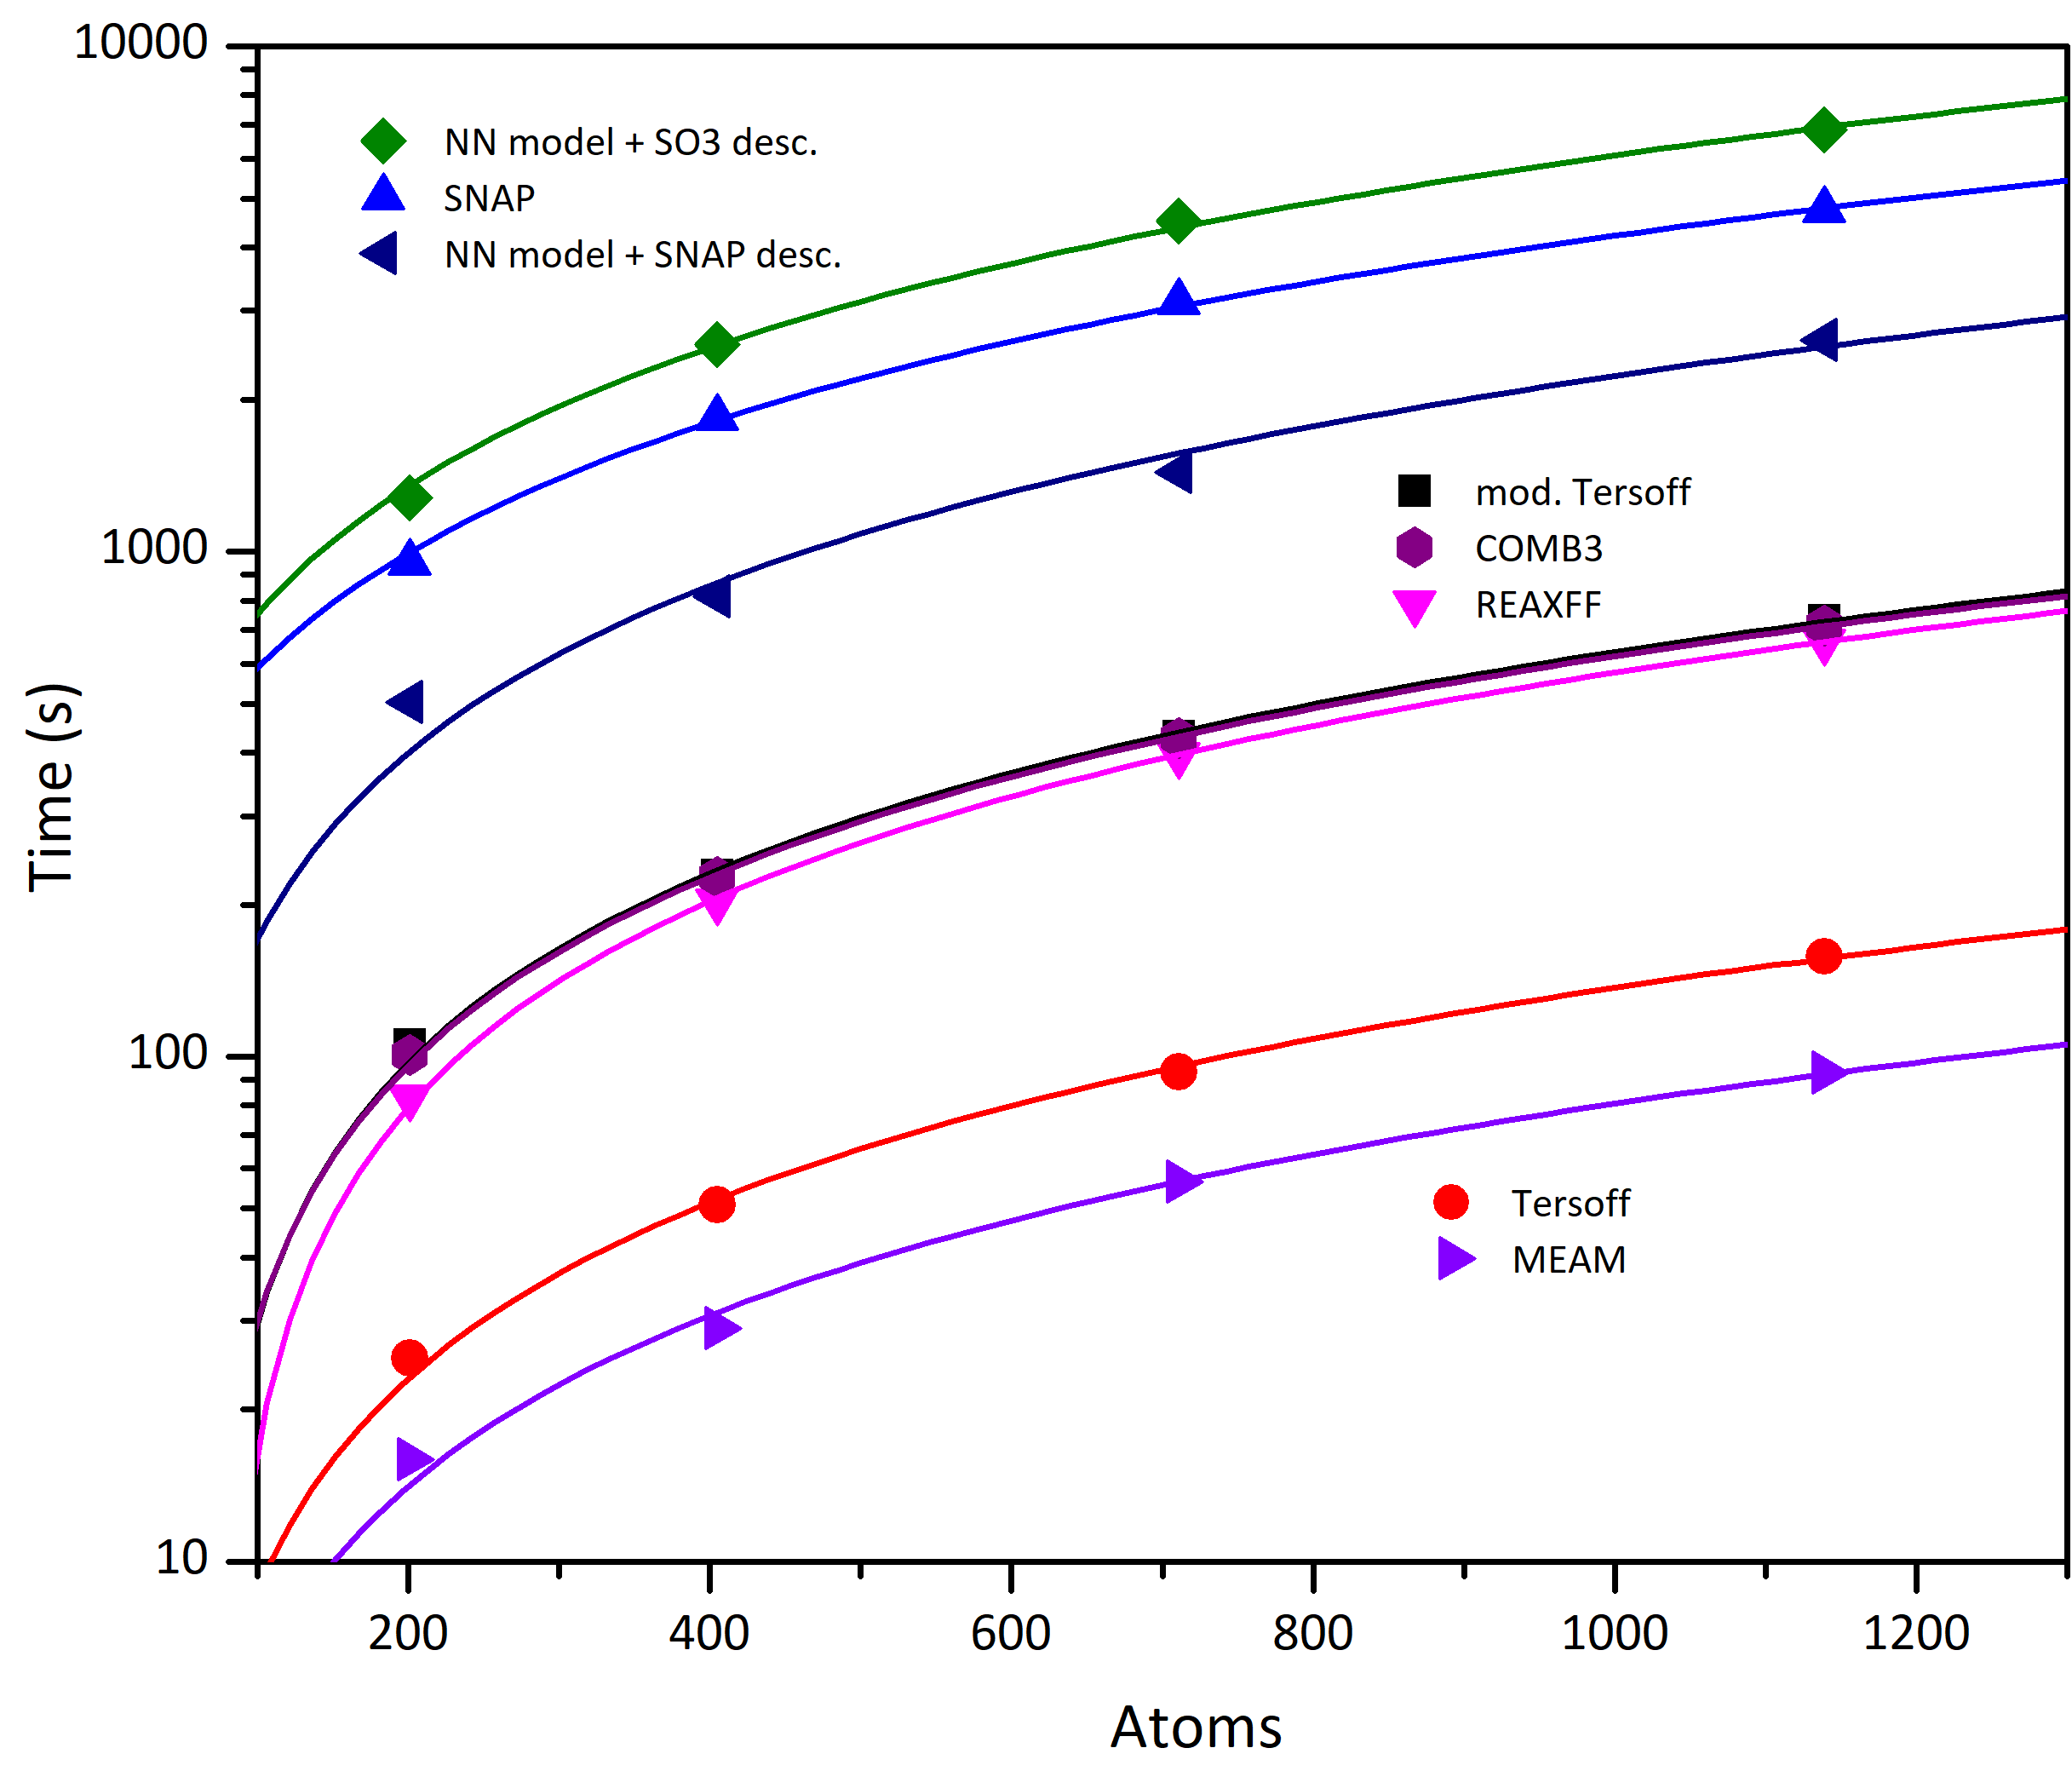 10000
NN model + SO3 desc.
SNAP
NN model + SNAP desc.
mod. Tersoff
1000
COMB3
REAXFF
Time (s)
100
Tersoff
MEAM
10
200 400 600 800 1000 1200
Atoms